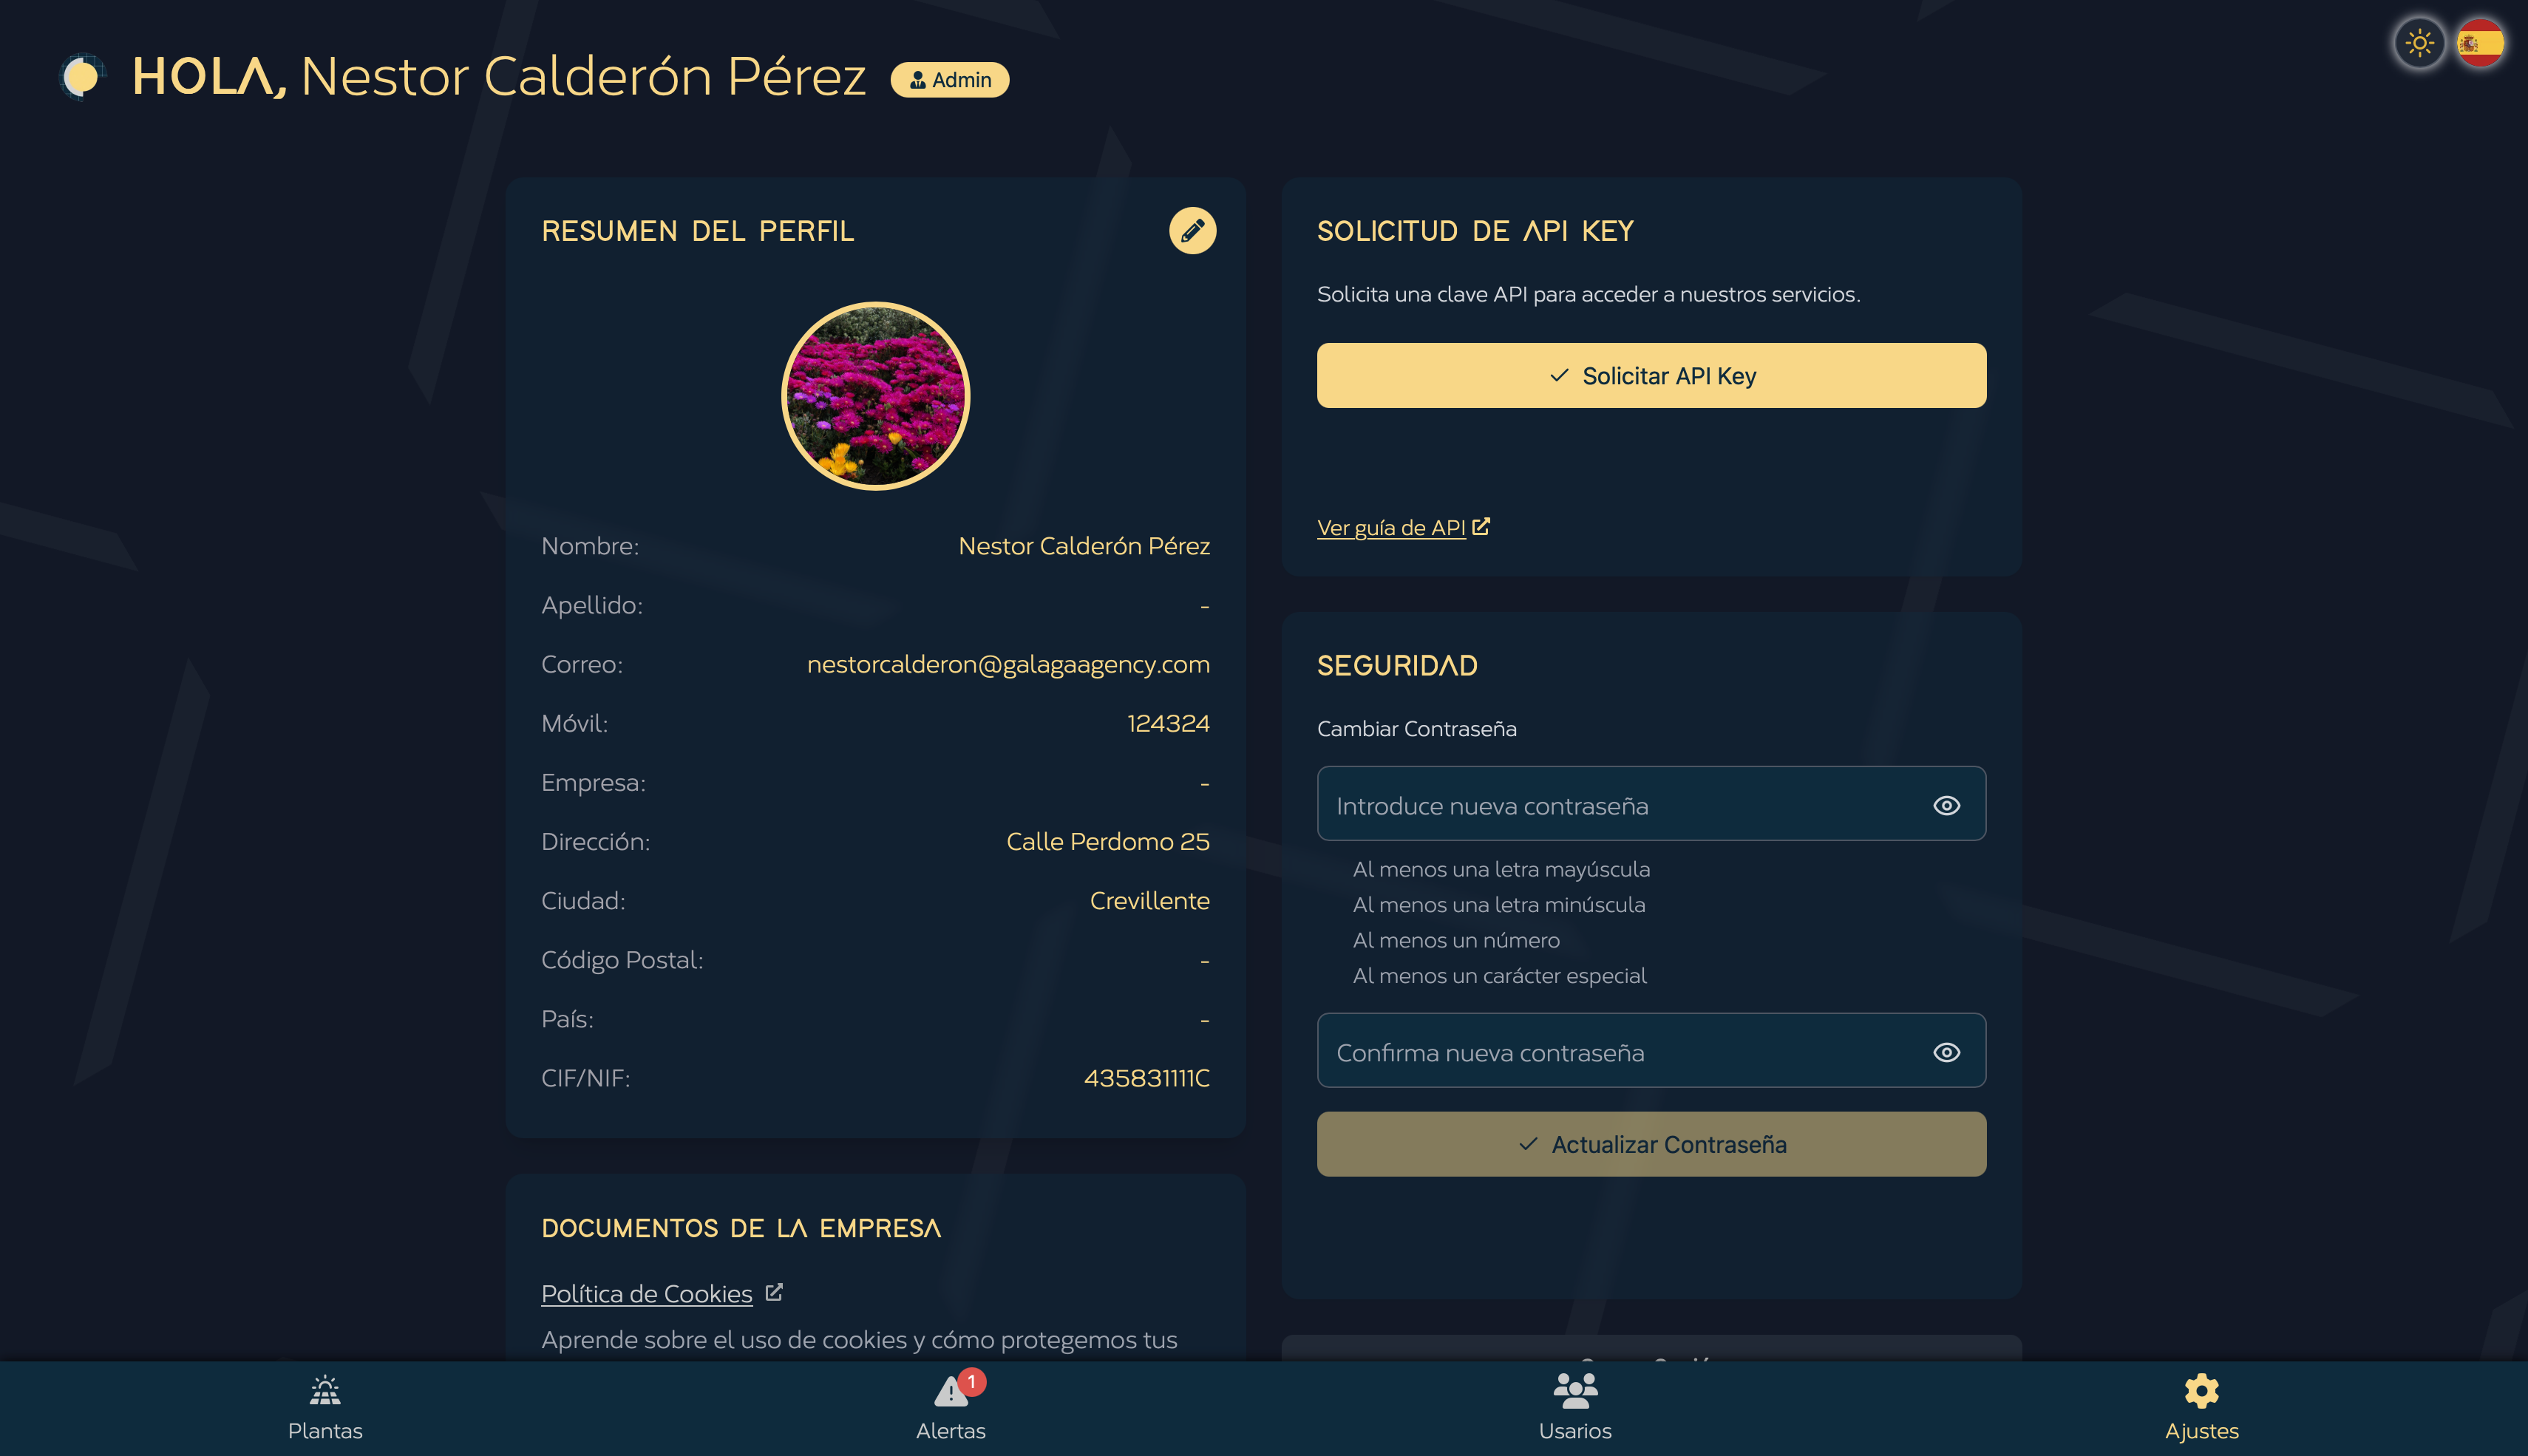 HOLA, Nestor Calderón Pérez Admin
RESUMEN DEL PERFIL
Nombre: Nestor Calderón Pérez
Apellido: -
Correo: nestorcalderon@galagaagency.com
Móvil: 124324
Empresa: -
Dirección: Calle Perdomo 25
Ciudad: Crevillente
Código Postal: -
País: -
CIF/NIF: 435831111C
DOCUMENTOS DE LA EMPRESA
Política de Cookies
Aprende sobre el uso de cookies y cómo protegemos tus
SOLICITUD DE API KEY
Solicita una clave API para acceder a nuestros servicios.
Solicitar API Key
Ver guía de API
SEGURIDAD
Cambiar Contraseña
Introduce nueva contraseña
Al menos una letra mayúscula
Al menos una letra minúscula
Al menos un número
Al menos un carácter especial
Confirma nueva contraseña
Actualizar Contraseña
1
Plantas
Alertas
Usarios
Ajustes